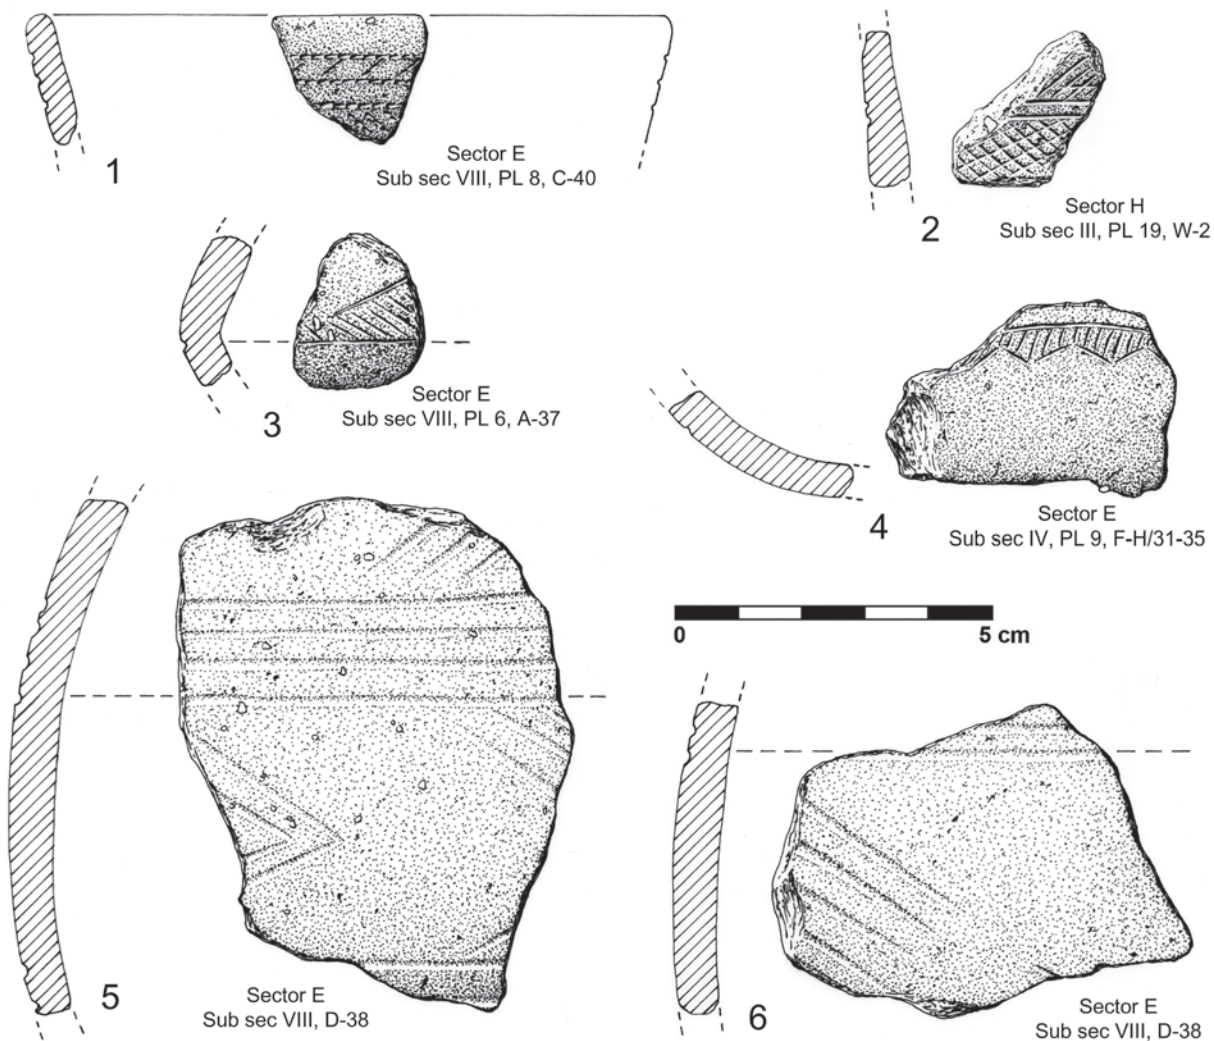 Sector E
Sub sec VIII, PL 8, C-40
1
Sector H
Sub sec III, PL 19, W-2
2
Sector E
Sub sec VIII, PL 6, A-37
3
Sector E
Sub sec IV, PL 9, F-H/31-35
4
0 5 cm
Sector E
Sub sec VIII, D-38
5
Sector E
Sub sec VIII, D-38
6